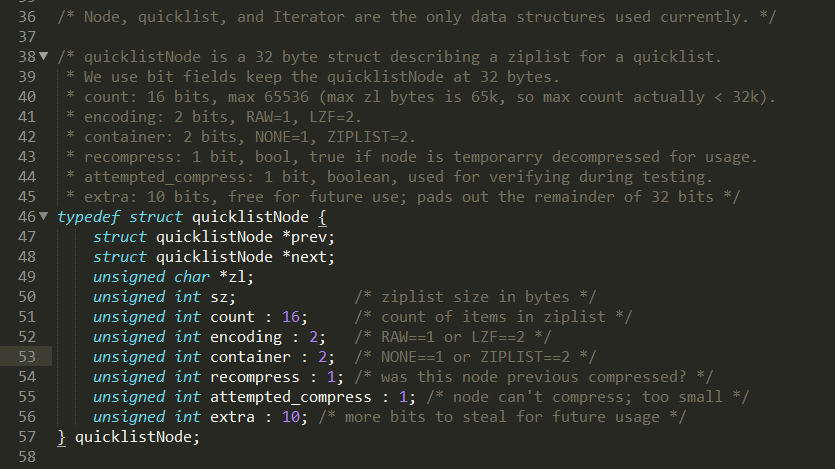 36 /* Node, quicklist, and Iterator are the only data structures used currently. */
37
38 /* quicklistNode is a 32 byte struct describing a ziplist for a quicklist.
39  * We use bit fields keep the quicklistNode at 32 bytes.
40  * count: 16 bits, max 65536 (max zl bytes is 65k, so max count actually < 32k).
41  * encoding: 2 bits, RAW=1, LZF=2.
42  * container: 2 bits, NONE=1, ZIPLIST=2.
43  * recompress: 1 bit, bool, true if node is temporarry decompressed for usage.
44  * attempted_compress: 1 bit, boolean, used for verifying during testing.
45  * extra: 10 bits, free for future use; pads out the remainder of 32 bits */
46 typedef struct quicklistNode {
47     struct quicklistNode *prev;
48     struct quicklistNode *next;
49     unsigned char *zl;
50     unsigned int sz;             /* ziplist size in bytes */
51     unsigned int count : 16;     /* count of items in ziplist */
52     unsigned int encoding : 2;   /* RAW==1 or LZF==2 */
53     unsigned int container : 2;  /* NONE==1 or ZIPLIST==2 */
54     unsigned int recompress : 1; /* was this node previous compressed? */
55     unsigned int attempted_compress : 1; /* node can't compress; too small */
56     unsigned int extra : 10; /* more bits to steal for future usage */
57 } quicklistNode;
58